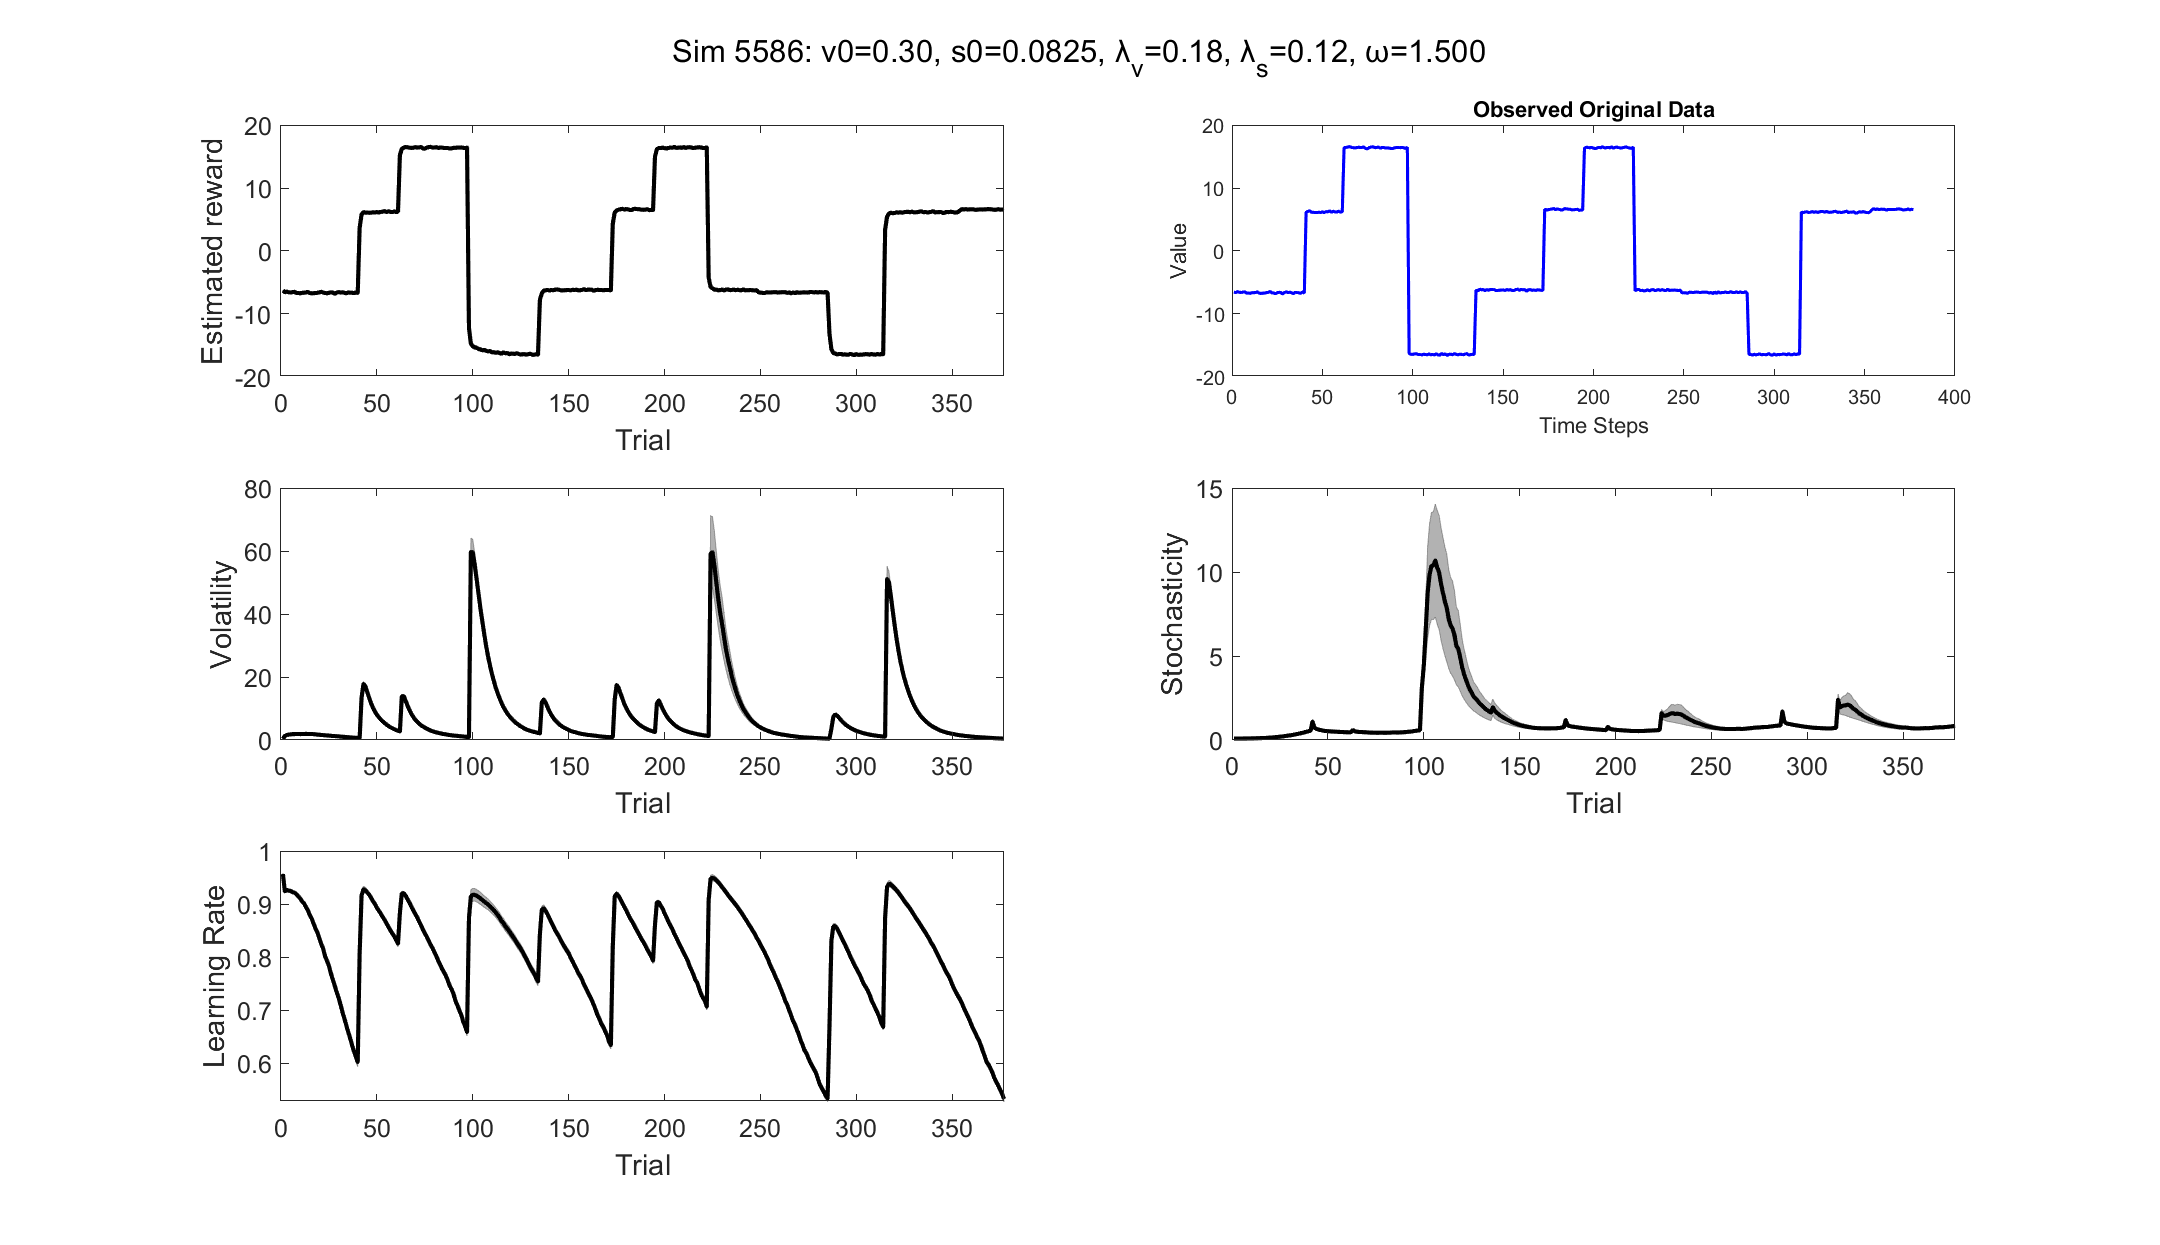 Sim 5586: v0=0.30, s0=0.0825, λ_v=0.18, λ_s=0.12, ω=1.500
Estimated reward
20
10
0
-10
-20
0 50 100 150 200 250 300 350
Trial
Observed Original Data
Value
20
10
0
-10
-20
0 50 100 150 200 250 300 350 400
Time Steps
Volatility
80
60
40
20
0
0 50 100 150 200 250 300 350
Trial
Stochasticity
15
10
5
0
0 50 100 150 200 250 300 350
Trial
Learning Rate
1
0.9
0.8
0.7
0.6
0 50 100 150 200 250 300 350
Trial